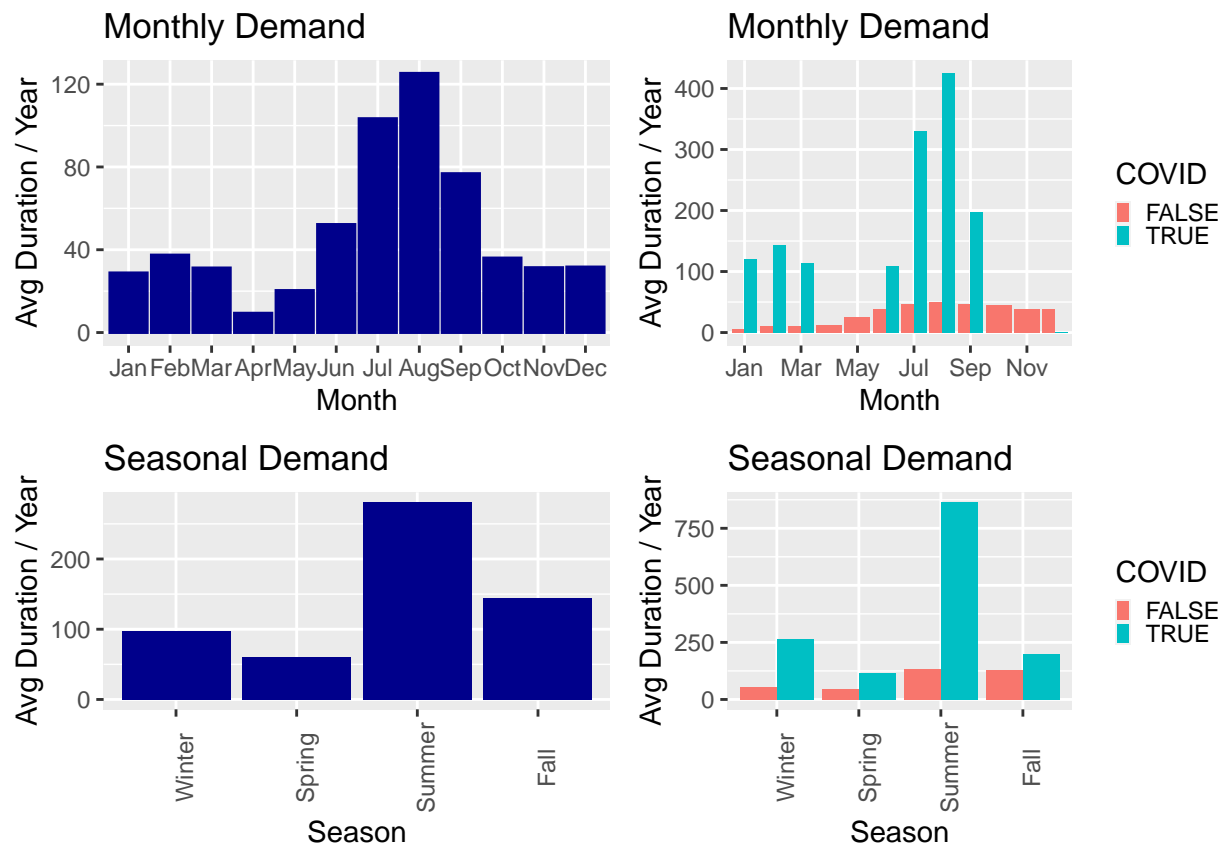 Monthly Demand
Avg Duration / Year
120
80
40
0
Jan Feb Mar Apr May Jun Jul Aug Sep Oct Nov Dec
Month
Monthly Demand
Avg Duration / Year
400
300
200
100
0
Jan Mar May Jul Sep Nov
Month
COVID
FALSE
TRUE
Seasonal Demand
Avg Duration / Year
200
100
0
Winter
Spring
Summer
Fall
Season
Seasonal Demand
Avg Duration / Year
750
500
250
0
Winter
Spring
Summer
Fall
Season
COVID
FALSE
TRUE